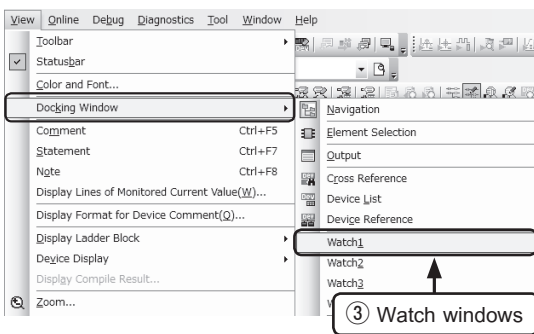 View Online Debug Diagnostics Tool Window Help
Toolbar
Statusbar
Color and Font...
Docking Window
Comment Ctrl+F5
Statement Ctrl+F7
Note Ctrl+F8
Display Lines of Monitored Current Value(W)...
Display Format for Device Comment(O)...
Display Ladder Block
Device Display
Display Compile Result...
Zoom...
Navigation
Element Selection
Output
Cross Reference
Device List
Device Reference
Watch1
Watch2
Watch3
③ Watch windows